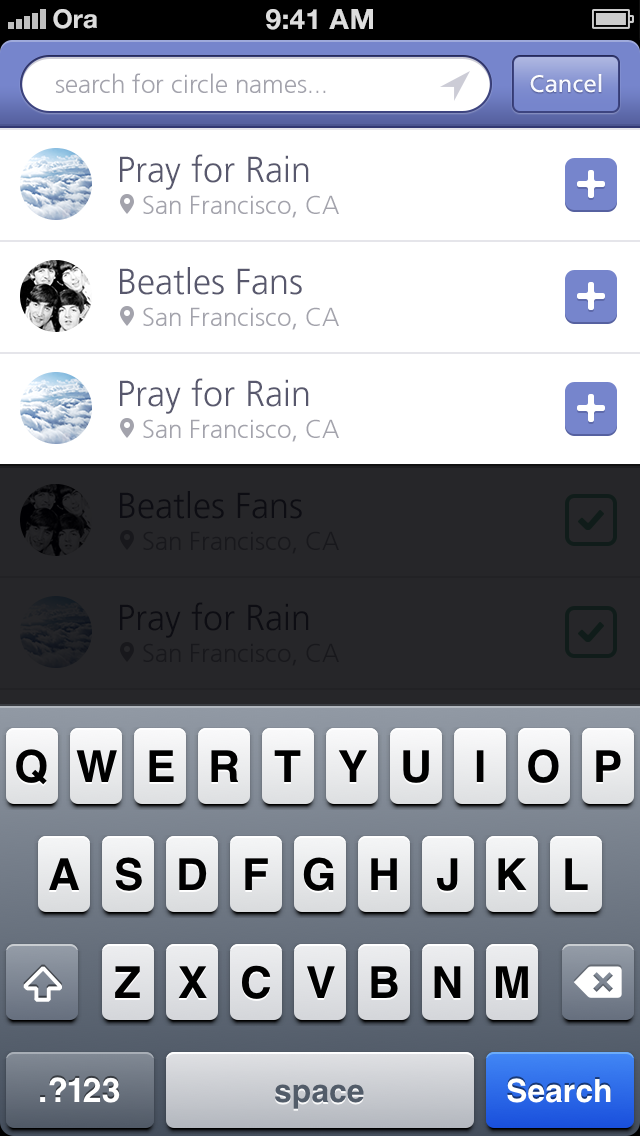 Ora 9:41 AM
search for circle names... Cancel
Pray for Rain
San Francisco, CA
Beatles Fans
San Francisco, CA
Pray for Rain
San Francisco, CA
Beatles Fans
San Francisco, CA
Pray for Rain
San Francisco, CA
Q W E R T Y U I O P
A S D F G H J K L
Z X C V B N M
.?123 space Search